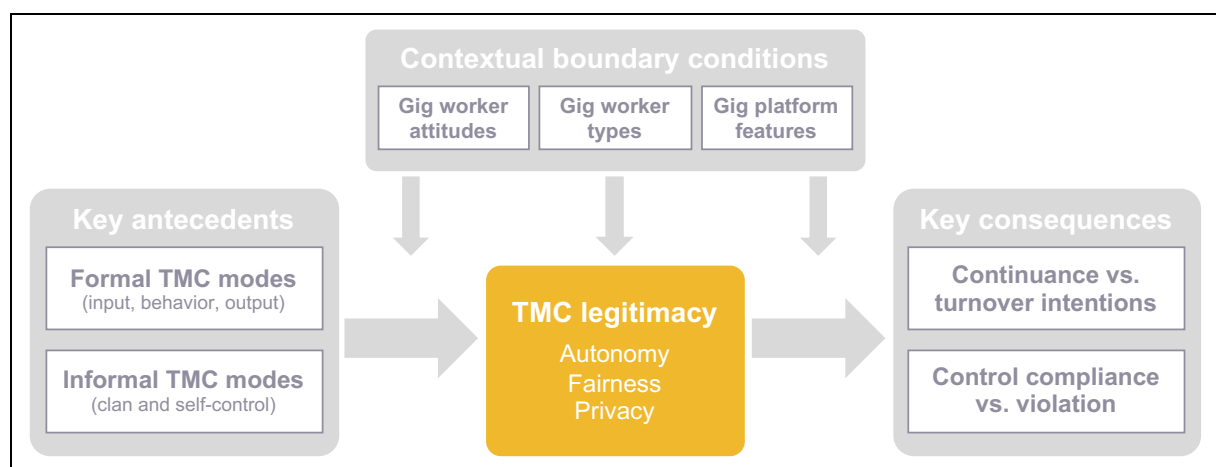 Contextual boundary conditions
Gig worker
attitudes
Gig worker
types
Gig platform
features
Key antecedents
Formal TMC modes
(input, behavior, output)
Informal TMC modes
(clan and self-control)
TMC legitimacy
Autonomy
Fairness
Privacy
Key consequences
Continuance vs.
turnover intentions
Control compliance
vs. violation